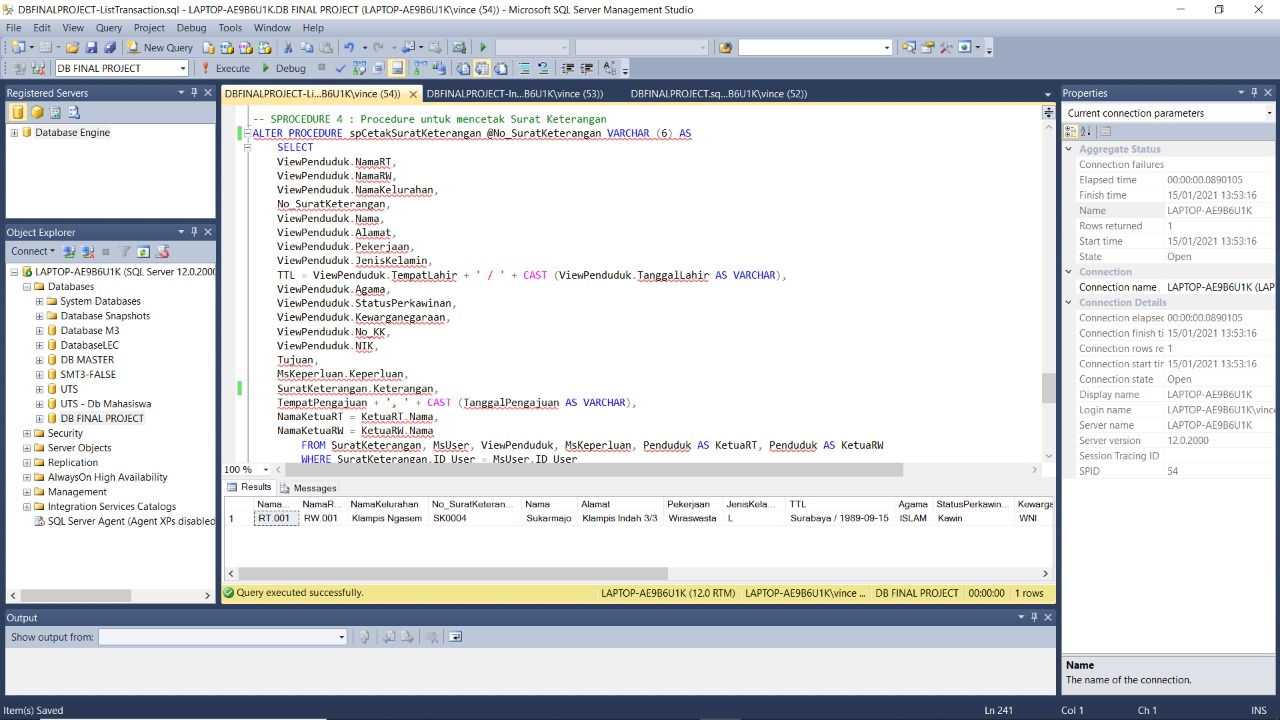 DBFINALPROJECT-ListTransaction.sql - LAPTOP-AE9B6U1K.DB FINAL PROJECT (LAPTOP-AE9B6U1K\vince (54)) - Microsoft SQL Server Management Studio
File Edit View Query Project Debug Tools Window Help
New Query
DB FINAL PROJECT Execute Debug
Registered Servers
Database Engine
Object Explorer
Connect
LAPTOP-AE9B6U1K (SQL Server 12.0.2000
Databases
System Databases
Database Snapshots
Database M3
DatabaseLEC
DB MASTER
SMT3-FALSE
UTS
UTS - Db Mahasiswa
DB FINAL PROJECT
Security
Server Objects
Replication
AlwaysOn High Availability
Management
Integration Services Catalogs
SQL Server Agent (Agent XPs disabled
DBFINALPROJECT-Li...B6U1K\vince (54)) DBFINALPROJECT-In...B6U1K\vince (53)) DBFINALPROJECT.sq...B6U1K\vince (52))
-- SPROCEDURE 4 : Procedure untuk mencetak Surat Keterangan
ALTER PROCEDURE spCetakSuratKeterangan @No_SuratKeterangan VARCHAR (6) AS
SELECT
ViewPenduduk.NamaRT,
ViewPenduduk.NamaRW,
ViewPenduduk.NamaKelurahan,
No_SuratKeterangan,
ViewPenduduk.Nama,
ViewPenduduk.Alamat,
ViewPenduduk.Pekerjaan,
ViewPenduduk.JenisKelamin,
TTL = ViewPenduduk.TempatLahir + ' / ' + CAST (ViewPenduduk.TanggalLahir AS VARCHAR),
ViewPenduduk.Agama,
ViewPenduduk.StatusPerkawinan,
ViewPenduduk.Kewarganegaraan,
ViewPenduduk.No_KK,
ViewPenduduk.NIK,
Tujuan,
MsKeperluan.Keperluan,
SuratKeterangan.Keterangan,
TempatPengajuan + ', ' + CAST (TanggalPengajuan AS VARCHAR),
NamaKetuaRT = KetuaRT.Nama,
NamaKetuaRW = KetuaRW.Nama
FROM SuratKeterangan, MsUser, ViewPenduduk, MsKeperluan, Penduduk AS KetuaRT, Penduduk AS KetuaRW
WHERE SuratKeterangan.ID_User = MsUser.ID_User
100 %
Results Messages
Nama... NamaR... NamaKelurahan No_SuratKeteran... Nama Alamat Pekerjaan JenisKela... TTL Agama StatusPerkawin... Kewarga
1 RT.001 RW.001 Klampis Ngasem SK0004 Sukarmajo Klampis Indah 3/3 Wiraswasta L Surabaya / 1989-09-15 ISLAM Kawin WNI
Query executed successfully. LAPTOP-AE9B6U1K (12.0 RTM) LAPTOP-AE9B6U1K\vince ... DB FINAL PROJECT 00:00:00 1 rows
Properties
Current connection parameters
Aggregate Status
Connection failures
Elapsed time 00:00:00.0890105
Finish time 15/01/2021 13:53:16
Name LAPTOP-AE9B6U1K
Rows returned 1
Start time 15/01/2021 13:53:16
State Open
Connection
Connection name LAPTOP-AE9B6U1K (LAP
Connection Details
Connection elapsec 00:00:00.0890105
Connection finish ti 15/01/2021 13:53:16
Connection rows re 1
Connection start tir 15/01/2021 13:53:16
Connection state Open
Display name LAPTOP-AE9B6U1K
Login name LAPTOP-AE9B6U1K\vince
Server name LAPTOP-AE9B6U1K
Server version 12.0.2000
Session Tracing ID
SPID 54
Name
The name of the connection.
Output
Show output from:
Item(s) Saved Ln 241 Col 1 Ch 1 INS